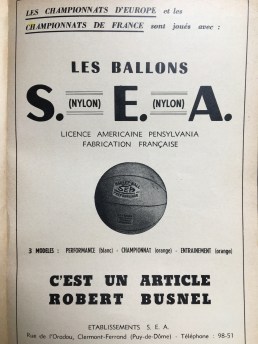 LES CHAMPIONNATS D'EUROPE et les
CHAMPIONNATS DE FRANCE sont joués avec :
LES BALLONS
S. (NYLON) E. (NYLON) A.
LICENCE AMERICAINE PENSYLVANIA
FABRICATION FRANÇAISE
SEA
3 MODELES : PERFORMANCE (blanc) - CHAMPIONNAT (orange) - ENTRAINEMENT (orange)
C'EST UN ARTICLE
ROBERT BUSNEL
ETABLISSEMENTS S. E. A.
Rue de l'Oradou, Clermont-Ferrand (Puy-de-Dôme) - Téléphone : 98-51